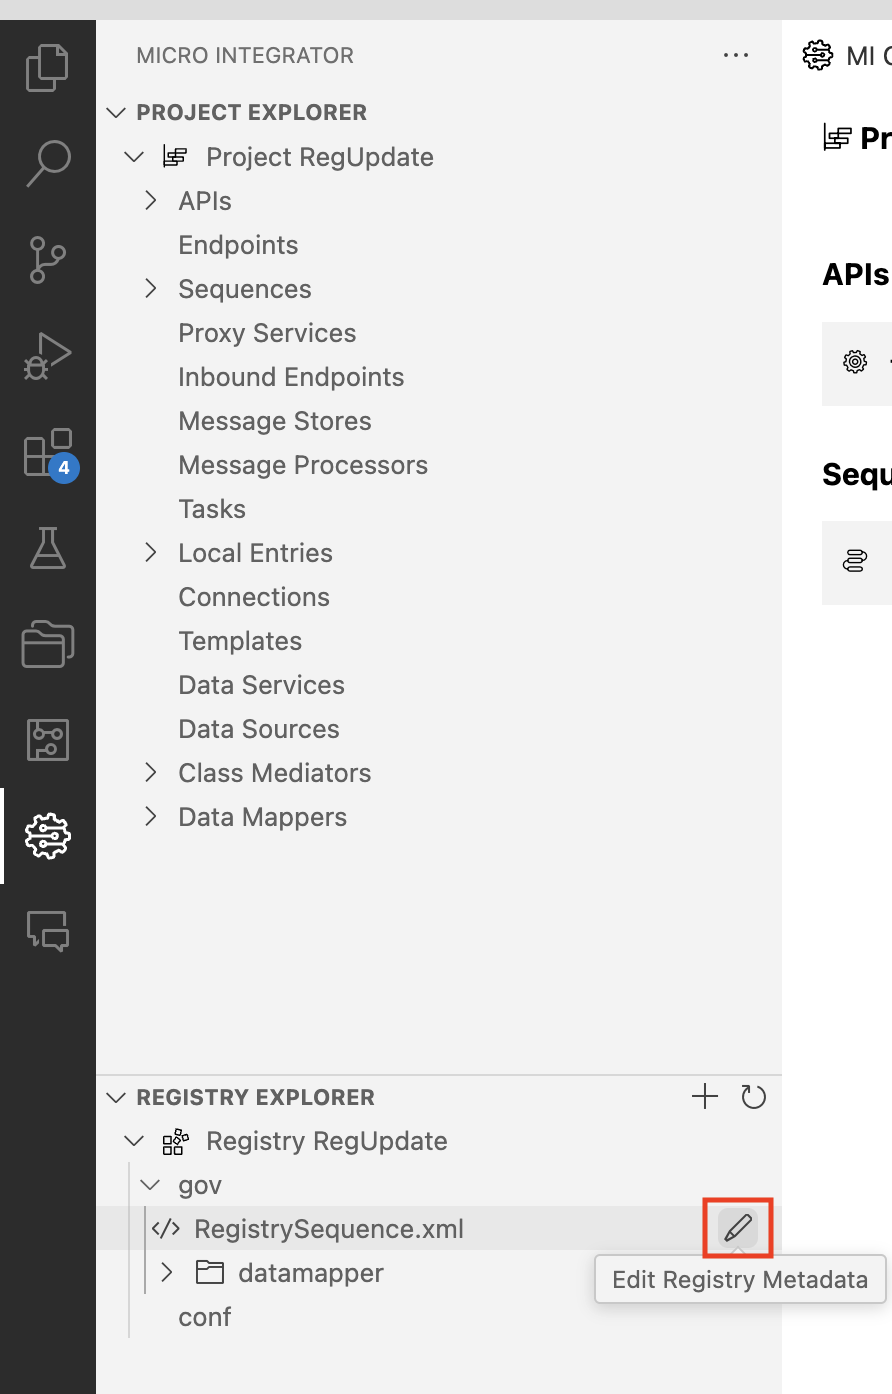 MICRO INTEGRATOR
PROJECT EXPLORER
Project RegUpdate
APIs
Endpoints
Sequences
Proxy Services
Inbound Endpoints
Message Stores
Message Processors
Tasks
Local Entries
Connections
Templates
Data Services
Data Sources
Class Mediators
Data Mappers
4
REGISTRY EXPLORER
Registry RegUpdate
gov
RegistrySequence.xml
Edit Registry Metadata
datamapper
conf
MI
Pr
APIs
Sequ